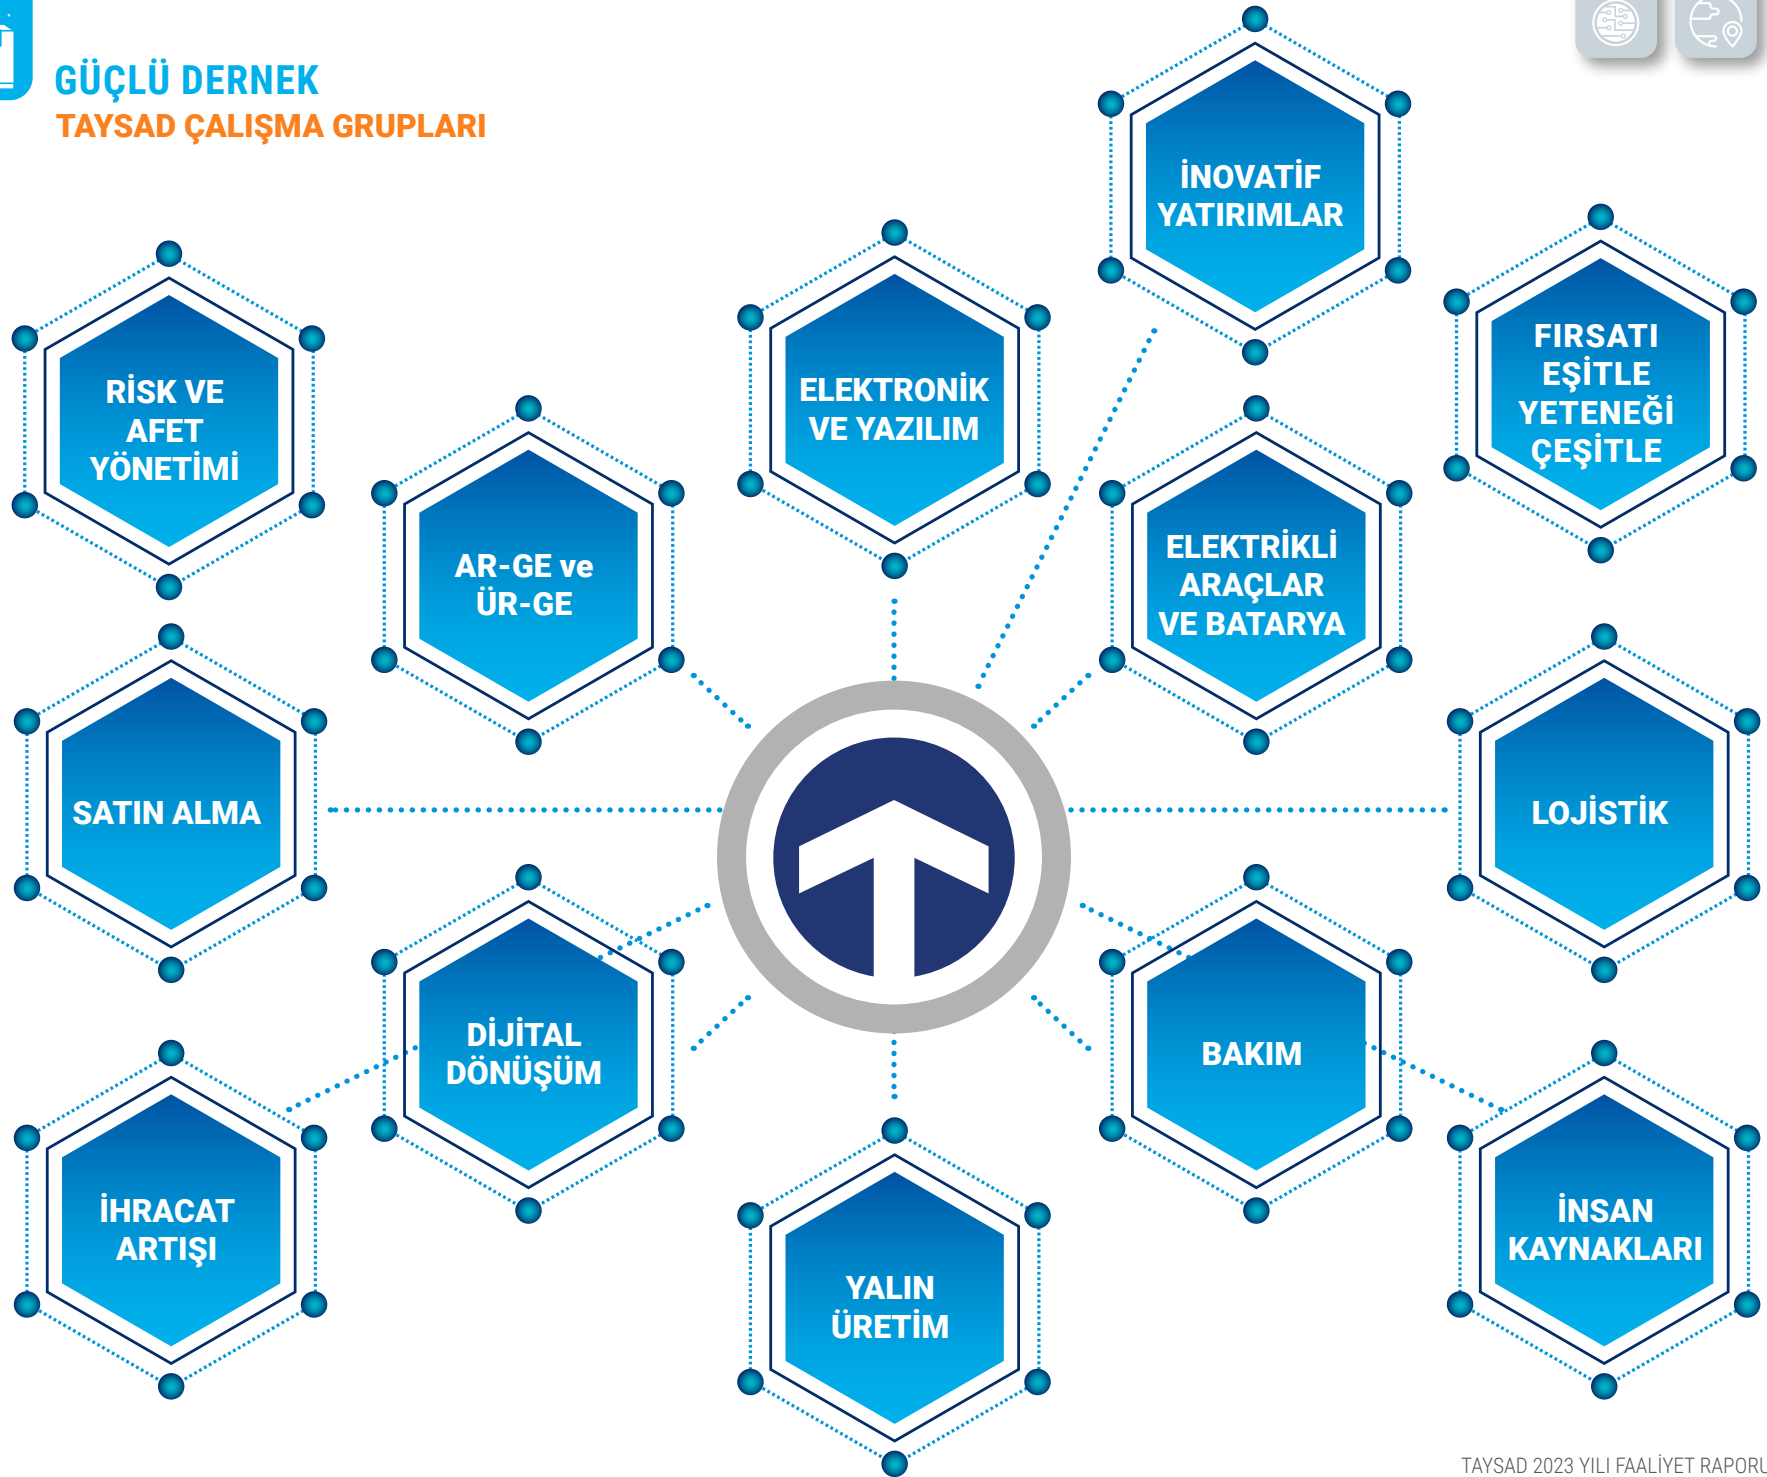 GÜÇLÜ DERNEK
TAYSAD ÇALIŞMA GRUPLARI
İNOVATİF
YATIRIMLAR
RİSK VE
AFET
YÖNETİMİ
ELEKTRONİK
VE YAZILIM
FIRSATI
EŞİTLE
YETENEĞİ
ÇEŞİTLE
AR-GE ve
ÜR-GE
ELEKTRİKLİ
ARAÇLAR
VE BATARYA
SATIN ALMA
LOJİSTİK
DİJİTAL
DÖNÜŞÜM
BAKIM
İHRACAT
ARTIŞI
YALIN
ÜRETİM
İNSAN
KAYNAKLARI
TAYSAD 2023 YILI FAALİYET RAPORU